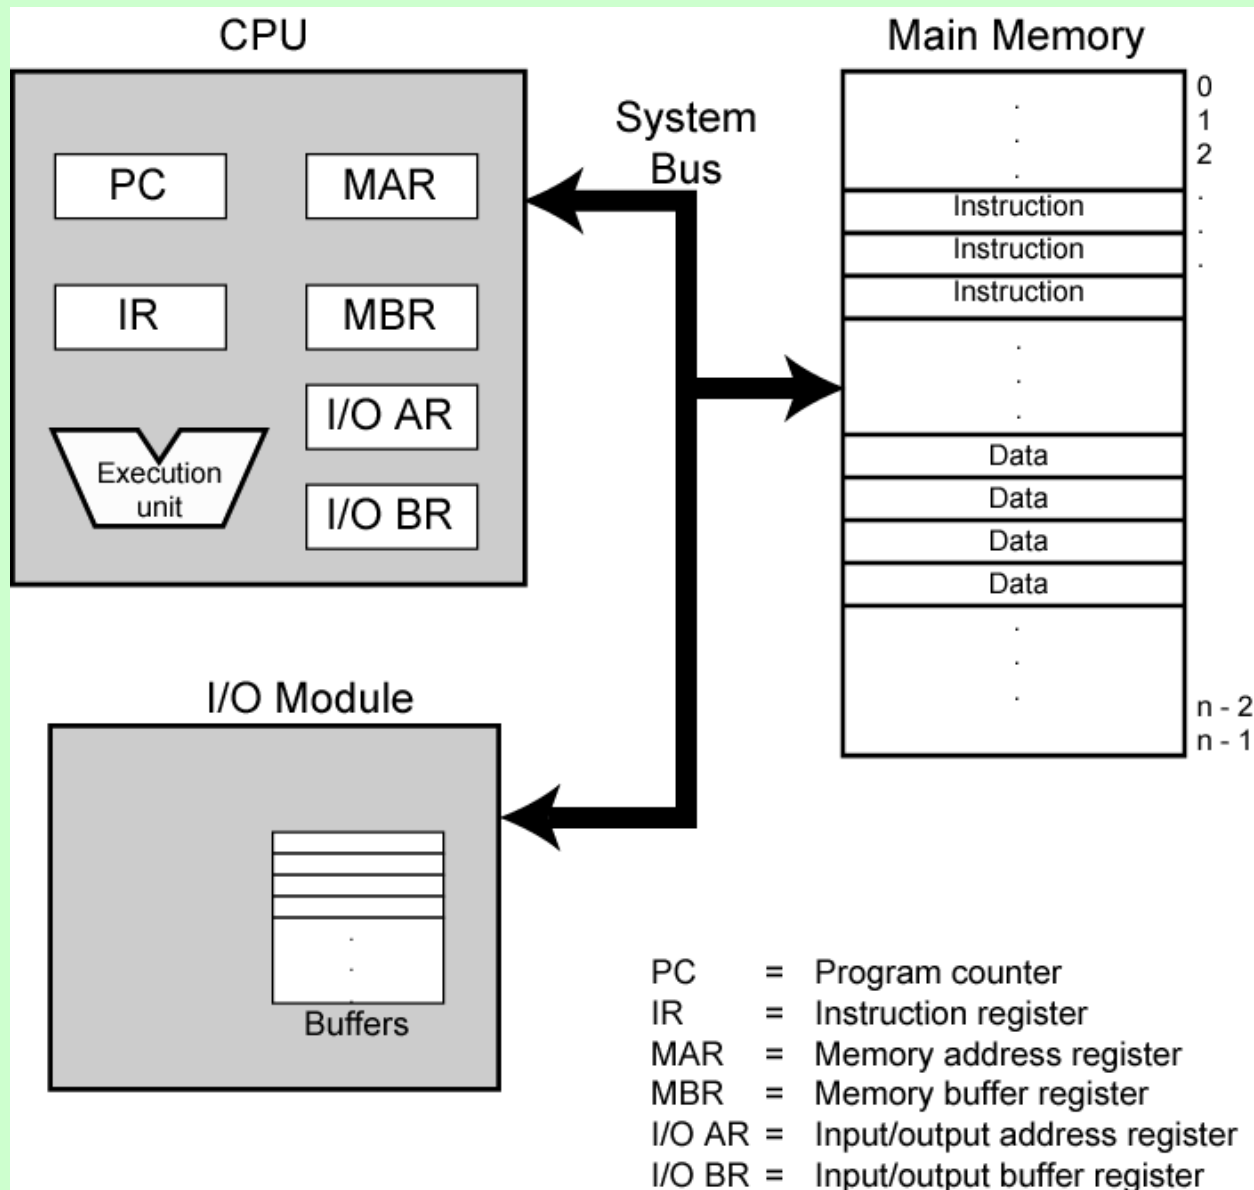 CPU
PC
MAR
IR
MBR
I/O AR
I/O BR
Execution
unit
System
Bus
Main Memory
0
1
2
.
.
.
n - 2
n - 1
.
.
.
Instruction
Instruction
Instruction
.
.
.
Data
Data
Data
Data
.
.
.
I/O Module
.
.
.
Buffers
PC = Program counter
IR = Instruction register
MAR = Memory address register
MBR = Memory buffer register
I/O AR = Input/output address register
I/O BR = Input/output buffer register